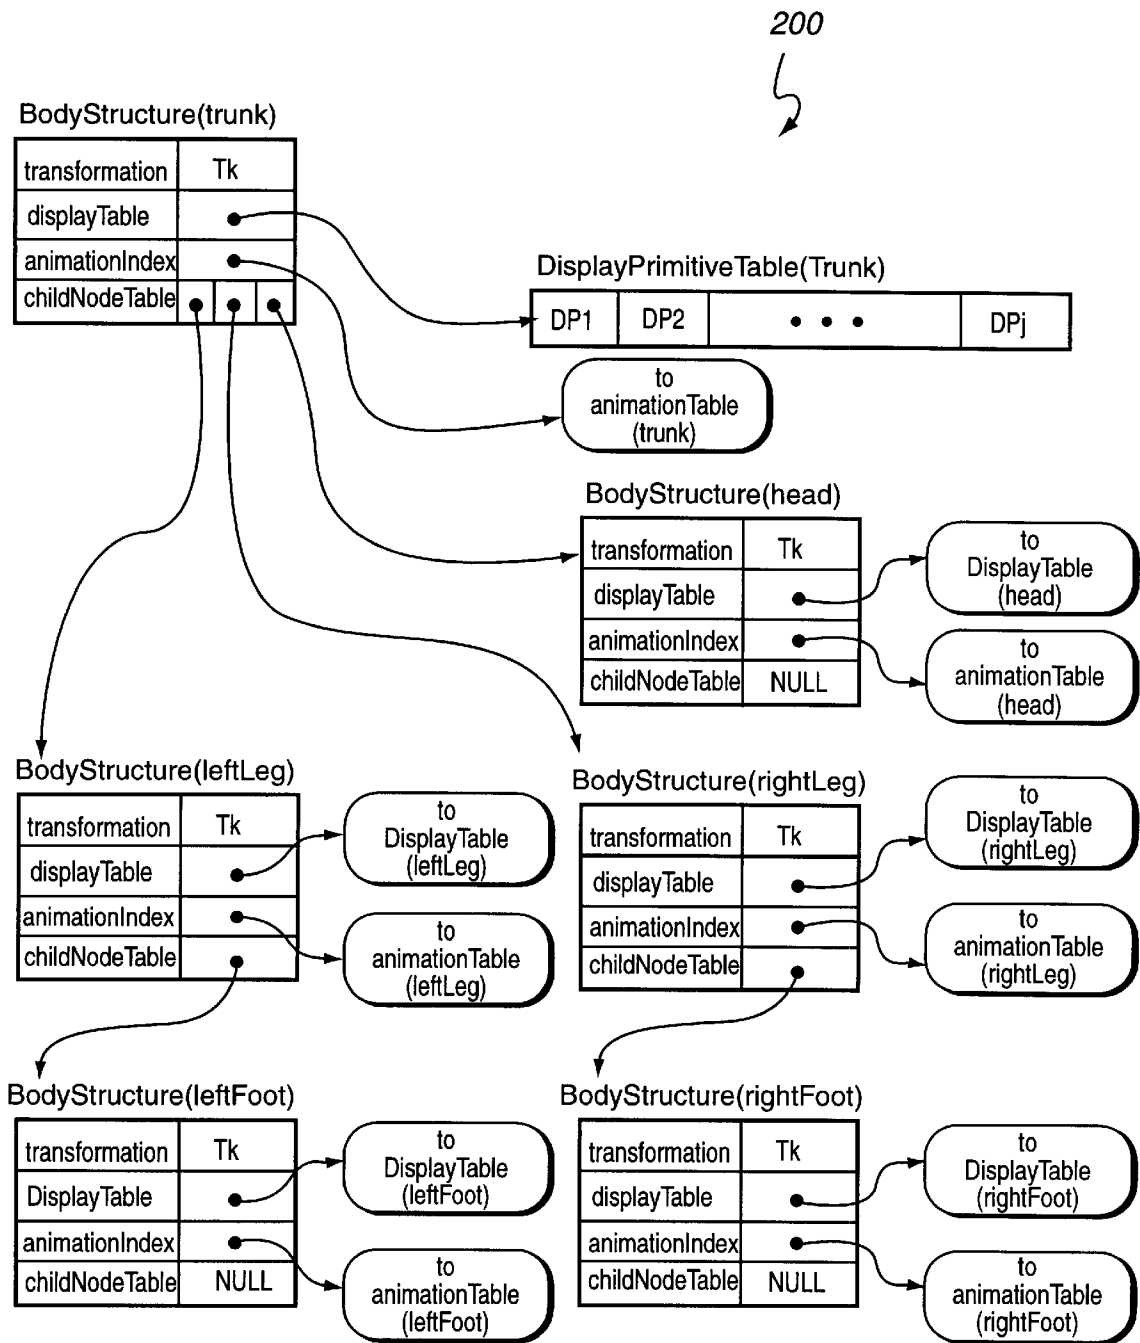 200
BodyStructure(trunk)
transformation Tk
displayTable
animationIndex
childNodeTable
DisplayPrimitiveTable(Trunk)
DP1 DP2 • • • DPj
to
animationTable
(trunk)
BodyStructure(head)
transformation Tk
displayTable
animationIndex
childNodeTable NULL
to
DisplayTable
(head)
to
animationTable
(head)
BodyStructure(leftLeg)
transformation Tk
displayTable
animationIndex
childNodeTable
to
DisplayTable
(leftLeg)
to
animationTable
(leftLeg)
BodyStructure(rightLeg)
transformation Tk
displayTable
animationIndex
childNodeTable
to
DisplayTable
(rightLeg)
to
animationTable
(rightLeg)
BodyStructure(leftFoot)
transformation Tk
DisplayTable
animationIndex
childNodeTable NULL
to
DisplayTable
(leftFoot)
to
animationTable
(leftFoot)
BodyStructure(rightFoot)
transformation Tk
displayTable
animationIndex
childNodeTable NULL
to
DisplayTable
(rightFoot)
to
animationTable
(rightFoot)